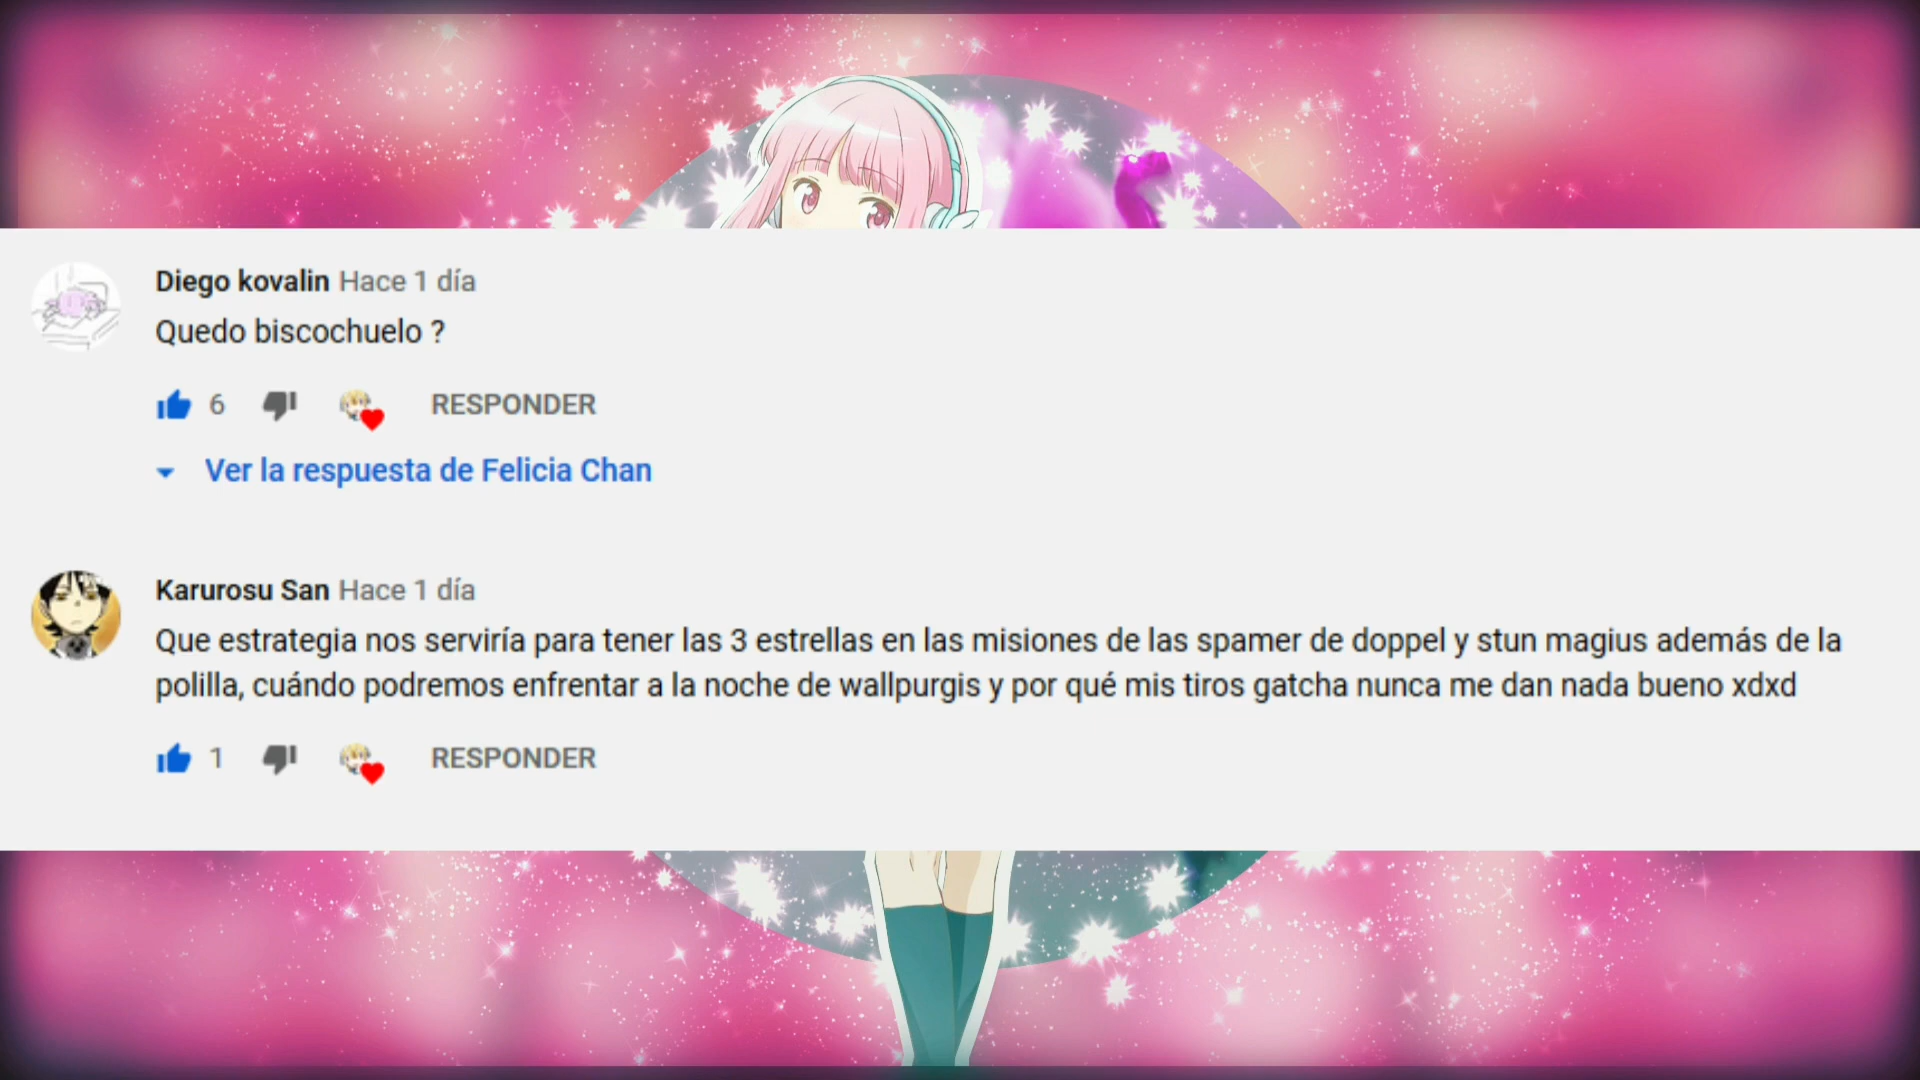 Diego kovalin Hace 1 día
Quedo biscochuelo ?
6 RESPONDER
Ver la respuesta de Felicia Chan
Karurosu San Hace 1 día
Que estrategia nos serviría para tener las 3 estrellas en las misiones de las spamer de doppel y stun magius además de la
polilla, cuándo podremos enfrentar a la noche de wallpurgis y por qué mis tiros gatcha nunca me dan nada bueno xdxd
1 RESPONDER